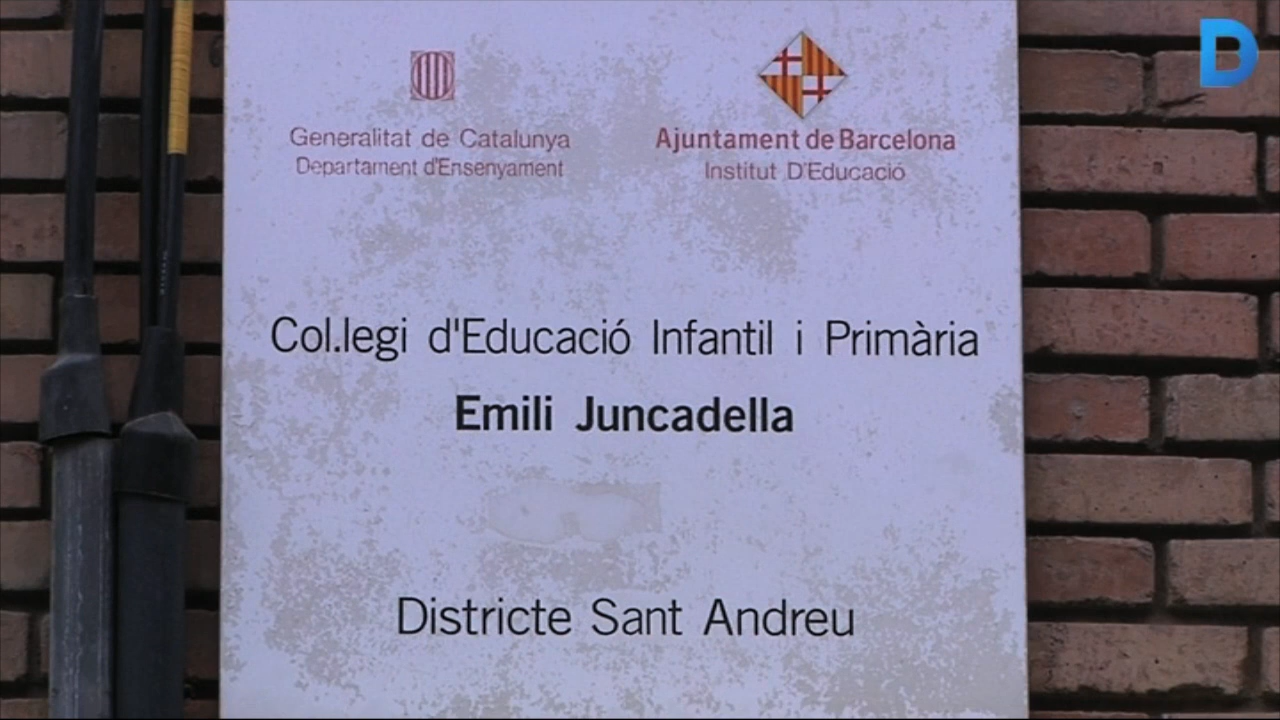 Generalitat de Catalunya
Departament d'Ensenyament
Ajuntament de Barcelona
Institut D'Educació
Col.legi d'Educació Infantil i Primària
Emili Juncadella
Districte Sant Andreu
D